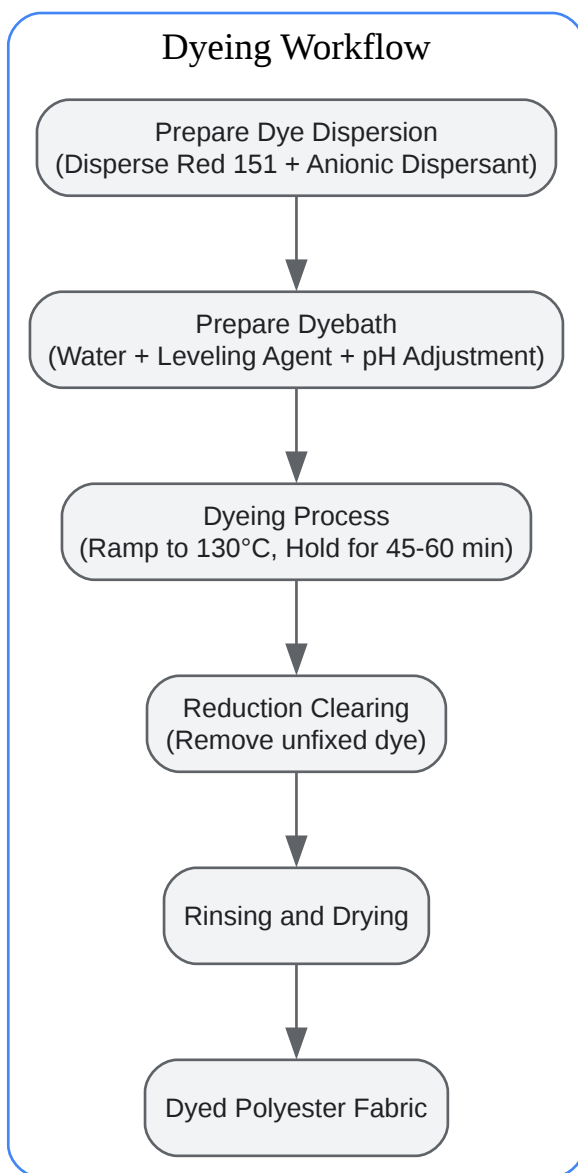 Dyeing Workflow
Prepare Dye Dispersion
(Disperse Red 151 + Anionic Dispersant)
Prepare Dyebath
(Water + Leveling Agent + pH Adjustment)
Dyeing Process
(Ramp to 130°C, Hold for 45-60 min)
Reduction Clearing
(Remove unfixed dye)
Rinsing and Drying
Dyed Polyester Fabric